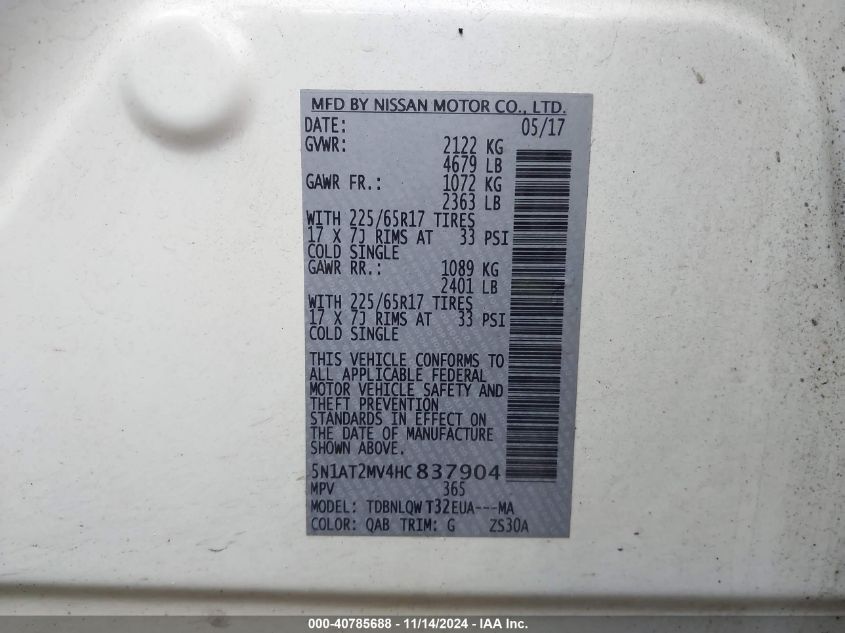 MFD BY NISSAN MOTOR CO., LTD.
DATE: 05/17
GVWR: 2122 KG
4679 LB
GAWR FR.: 1072 KG
2363 LB
WITH 225/65R17 TIRES
17 X 7J RIMS AT 33 PSI
COLD SINGLE
GAWR RR.: 1089 KG
2401 LB
WITH 225/65R17 TIRES
17 X 7J RIMS AT 33 PSI
COLD SINGLE
THIS VEHICLE CONFORMS TO
ALL APPLICABLE FEDERAL
MOTOR VEHICLE SAFETY AND
THEFT PREVENTION
STANDARDS IN EFFECT ON
THE DATE OF MANUFACTURE
SHOWN ABOVE.
5N1AT2MV4HC837904
MPV 365
MODEL: TDBNLQW T32EUA---MA
COLOR: QAB TRIM: G ZS30A
000-40785688 - 11/14/2024 - IAA Inc.